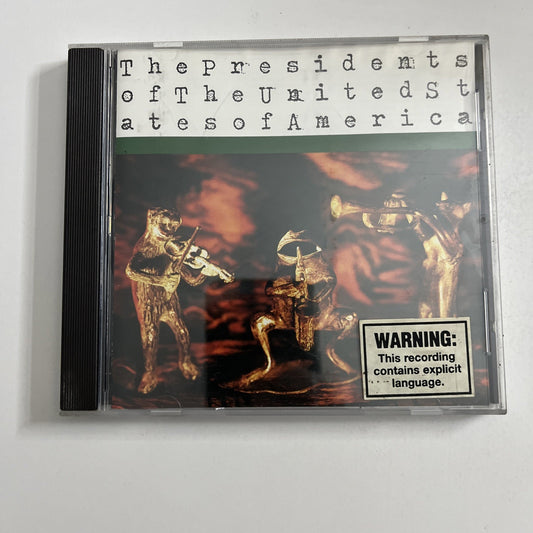 ThePresidents
ofTheUnitedSt
atesofAmerica
WARNING:
This recording
contains explicit
language.